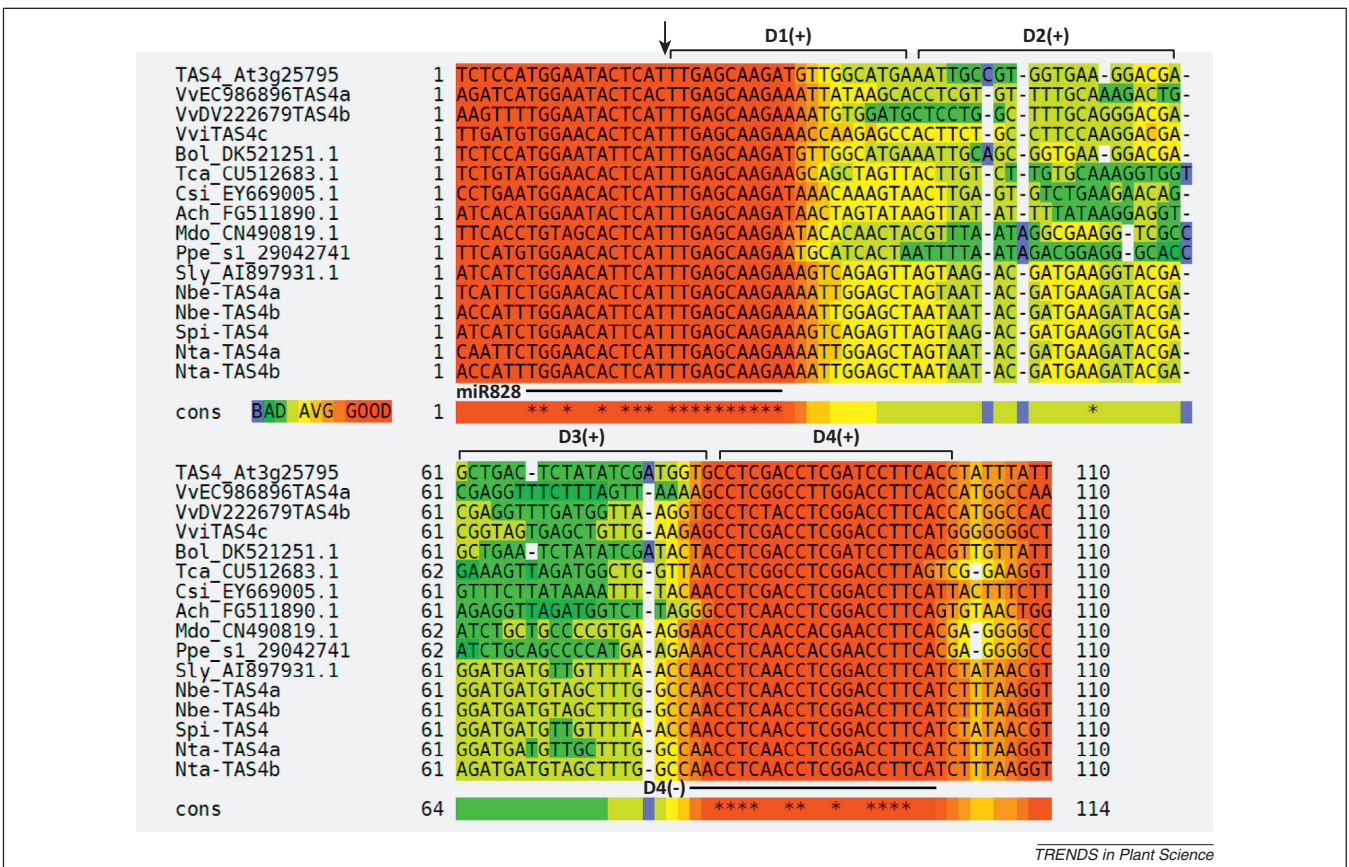 D1(+) D2(+)
TAS4_At3g25795 1 TCTCCATGGAATACTCATTTGAGCAAGATGTTGGCATGAAATTGCCGT-GGTGAA-GGACGA-
VvEC986896TAS4a 1 AGATCATGGAATACTCACTTGAGCAAGAAATTATAAGCACCTCGT-GT-TTTGCAAAGACTG-
VvDV222679TAS4b 1 AAGTTTTGGAATACTCATTTGAGCAAGAAAATGTGGATGCTCCTG-GC-TTTGCAGGGACGA-
VviTAS4c 1 TTGATGTGGAACACTCATTTGAGCAAGAAACCAAGAGCCACTTCT-GC-CTTCCAAGGACGA-
Bol_DK521251.1 1 TCTCCATGGAATATTCATTTGAGCAAGATGTTGGCATGAAATTGCAGC-GGTGAA-GGACGA-
Tca_CU512683.1 1 TCTGTATGGAATACTCATTTGAGCAAGAAGCAGCTAGTTACTTGT-CT-TGTGCAAAGGTGGT
Csi_EY669005.1 1 CCTGAATGGAACACTCATTTGAGCAAGATAAACAAAGTAACTTGA-GT-GTCTGAAGAACAG-
Ach_FG511890.1 1 ATCACATGGAATACTCATTTGAGCAAGATAACTAGTATAAGTTAT-AT-TTTATAAGGAGGT-
Mdo_CN490819.1 1 TTCACCTGTAGCACTCATTTGAGCAAGAATACACAACTACGTTTA-ATAGGCGAAGG-TCGCC
Ppe_s1_29042741 1 TTCATGTGGAATACTCATTTGAGCAAGAATGCATCACTAATTTTA-ATAGACGGAGG-GCACC
Sly_AI897931.1 1 ATCATCTGGAACATTCATTTGAGCAAGAAAGTCAGAGTTAGTAAG-AC-GATGAAGGTACGA-
Nbe-TAS4a 1 TCATTCTGGAACACTCATTTGAGCAAGAAAATTGGAGCTAGTAAT-AC-GATGAAGATACGA-
Nbe-TAS4b 1 ACCATTTGGAACATTCATTTGAGCAAGAAAATTGGAGCTAATAAT-AC-GATGAAGATACGA-
Spi-TAS4 1 ATCATCTGGAACATTCATTTGAGCAAGAAAGTCAGAGTTAGTAAG-AC-GATGAAGGTACGA-
Nta-TAS4a 1 CAATTCTGGAACACTCATTTGAGCAAGAAAATTGGAGCTAGTAAT-AC-GATGAAGATACGA-
Nta-TAS4b 1 ACCATTTGGAACACTCATTTGAGCAAGAAAATTGGAGCTAATAAT-AC-GATGAAGATACGA-
miR828
cons BAD AVG GOOD 1 ** * * *** ********** *
D3(+) D4(+)
TAS4_At3g25795 61 GCTGAC-TCTATATCGATGGTGCCTCGACCTCGATCCTTCACCTATTTATT 110
VvEC986896TAS4a 61 CGAGGTTTCTTTAGTT-AAAAGCCTCGGCCTTGGACCTTCACCATGGCCAA 110
VvDV222679TAS4b 61 CGAGGTTTGATGGTTA-AGGTGCCTCTACCTCGGACCTTCACCATGGCCAC 110
VviTAS4c 61 CGGTAGTGAGCTGTTG-AAGAGCCTCGACCTCGGACCTTCATGGGGGGGCT 110
Bol_DK521251.1 61 GCTGAA-TCTATATCGATACTACCTCGACCTCGATCCTTCACGTTGTTATT 110
Tca_CU512683.1 62 GAAAGTTAGATGGCTG-GTTAACCTCGGCCTCGGACCTTAGTCG-GAAGGT 110
Csi_EY669005.1 61 GTTTCTTATAAAATTT-TACAACCTCGACCTCGGACCTTCATTACTTTCTT 110
Ach_FG511890.1 61 AGAGGTTAGATGGTCT-TAGGGCCTCAACCTCGGACCTTCAGTGTAACTGG 110
Mdo_CN490819.1 62 ATCTGCTGCCCCCGTGA-AGGAACCTCAACCACGAACCTTCACGA-GGGGCC 110
Ppe_s1_29042741 62 ATCTGCAGCCCCATGA-AGAAACCTCAACCACGAACCTTCACGA-GGGGCC 110
Sly_AI897931.1 61 GGATGATGTTGTTTTA-ACCAACCTCAACCTCGGACCTTCATCTATAACGT 110
Nbe-TAS4a 61 GGATGATGTAGCTTTG-GCCAACCTCAACCTCGGACCTTCATCTTTAAGGT 110
Nbe-TAS4b 61 GGATGATGTAGCTTTG-GCCAACCTCAACCTCGGACCTTCATCTTTAAGGT 110
Spi-TAS4 61 GGATGATGTTGTTTTA-ACCAACCTCAACCTCGGACCTTCATCTATAACGT 110
Nta-TAS4a 61 GGATGATGTTGCTTTG-GCCAACCTCAACCTCGGACCTTCATCTTTAAGGT 110
Nta-TAS4b 61 AGATGATGTAGCTTTG-GCCAACCTCAACCTCGGACCTTCATCTTTAAGGT 110
D4(-)
cons 64 **** ** * **** 114
TRENDS in Plant Science